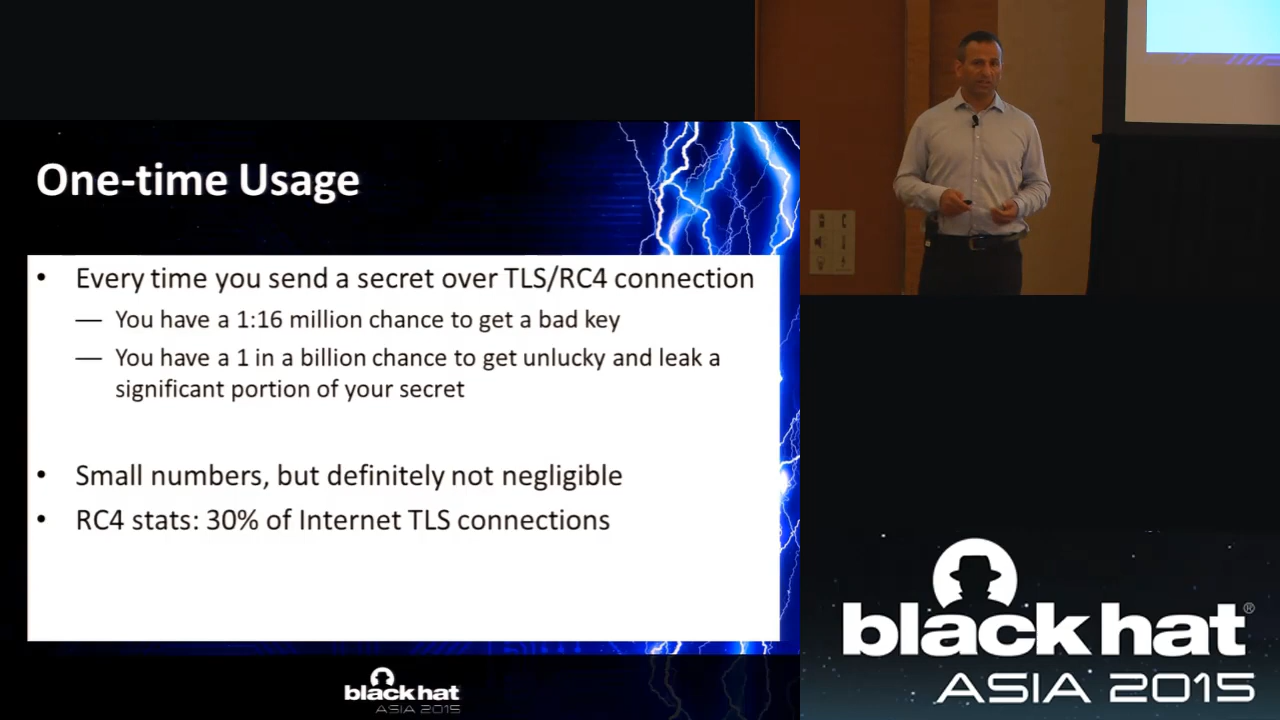 One-time Usage
• Every time you send a secret over TLS/RC4 connection
— You have a 1:16 million chance to get a bad key
— You have a 1 in a billion chance to get unlucky and leak a
significant portion of your secret
• Small numbers, but definitely not negligible
• RC4 stats: 30% of Internet TLS connections
black hat
ASIA 2015
black hat®
ASIA 2015